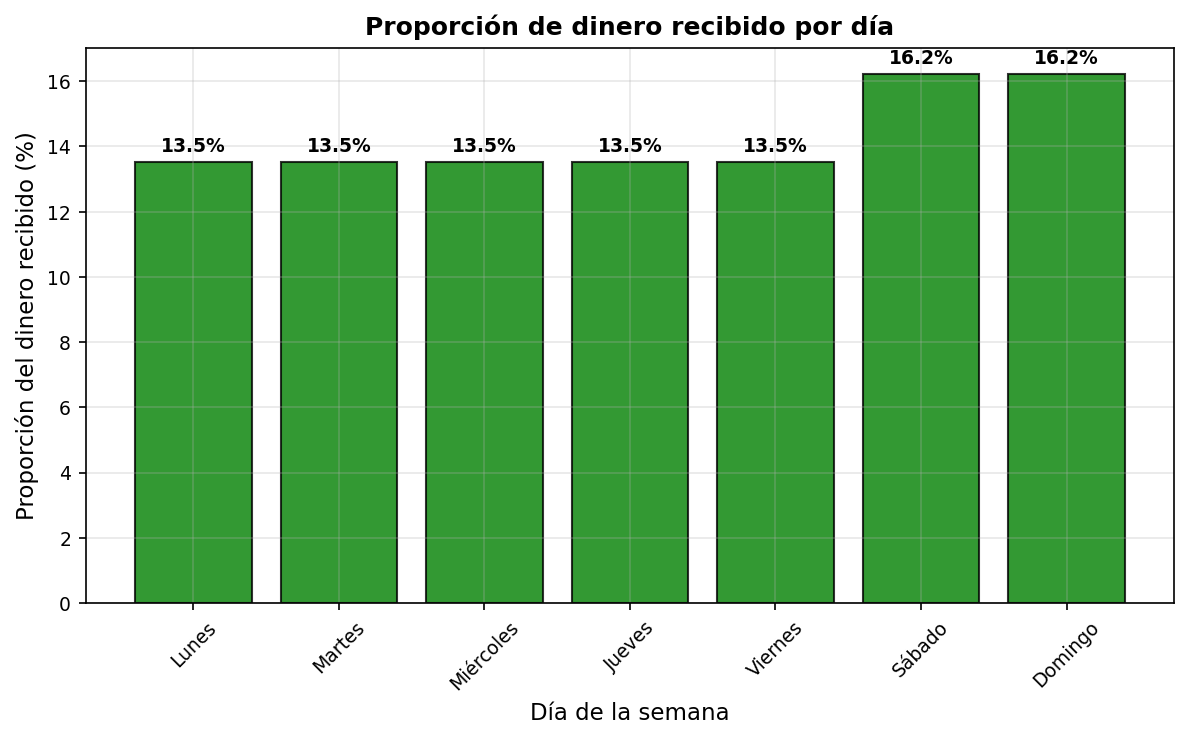 Proporción de dinero recibido por día
Proporción del dinero recibido (%)
16
14
12
10
8
6
4
2
0
13.5%
13.5%
13.5%
13.5%
13.5%
16.2%
16.2%
Lunes
Martes
Miércoles
Jueves
Viernes
Sábado
Domingo
Día de la semana